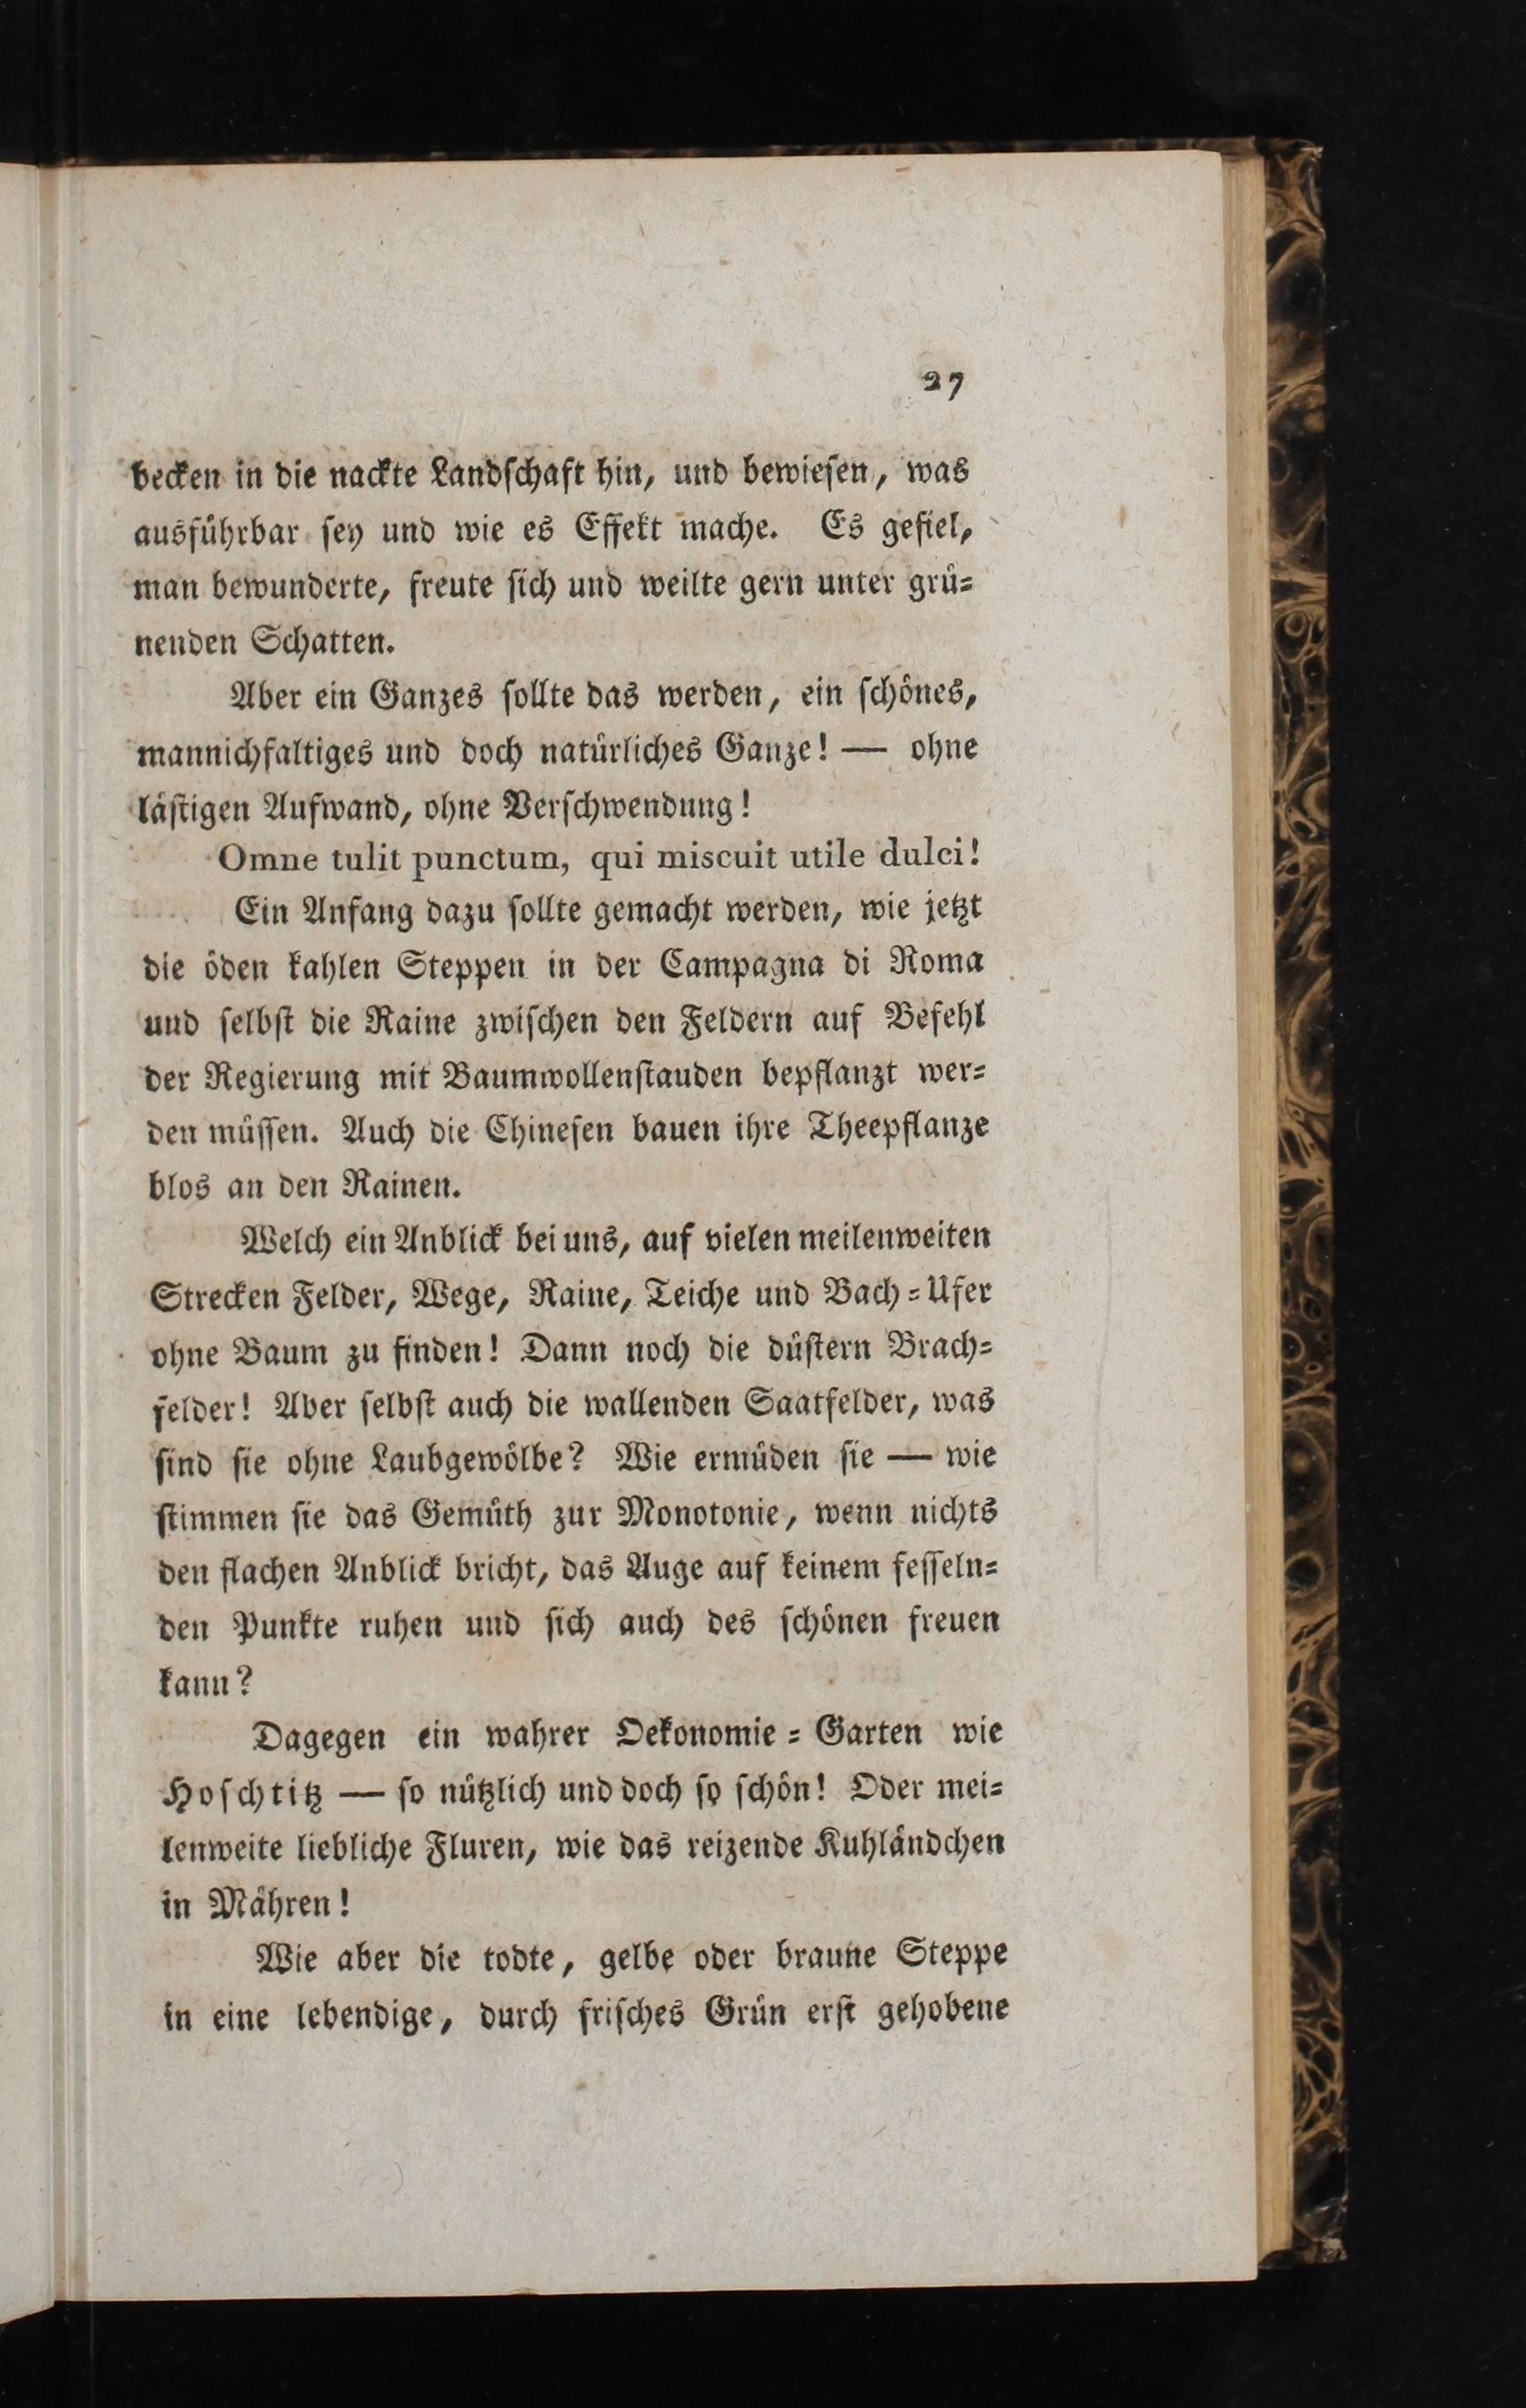 27
becken in die nackte Landſchaft hin, und bewieſen, was
ausführbar ſey und wie es Effekt mache. Es gefiel,
man bewunderte, freute ſich und weilte gern unter grü⸗
nenden Schatten.
Aber ein Ganzes ſollte das werden, ein ſchönes,
mannichfaltiges und doch natürliches Ganze! — ohne
läſtigen Aufwand, ohne Verſchwendung!
Omne tulit punctum, qui miscuit utile dulci!
Ein Anfang dazu ſollte gemacht werden, wie jetzt
die öden kahlen Steppen in der Campagna di Roma
und ſelbſt die Raine zwiſchen den Feldern auf Befehl
der Regierung mit Baumwollenſtauden bepflanzt wer⸗
den müſſen. Auch die Chineſen bauen ihre Theepflanze
blos an den Rainen.
Welch ein Anblick bei uns, auf vielen meilenweiten
Strecken Felder, Wege, Raine, Teiche und Bach⸗Ufer
ohne Baum zu finden! Dann noch die düſtern Brach⸗
felder! Aber ſelbſt auch die wallenden Saatfelder, was
ſind ſie ohne Laubgewölbe? Wie ermüden ſie — wie
ſtimmen ſie das Gemüth zur Monotonie, wenn nichts
den flachen Anblick bricht, das Auge auf keinem feſſeln⸗
den Punkte ruhen und ſich auch des ſchönen freuen
kann?
Dagegen ein wahrer Oekonomie⸗Garten wie
Hoſchtitz — ſo nützlich und doch ſo ſchön! Oder mei⸗
lenweite liebliche Fluren, wie das reizende Kuhländchen
in Mähren!
Wie aber die todte, gelbe oder braune Steppe
in eine lebendige, durch friſches Grün erſt gehobene